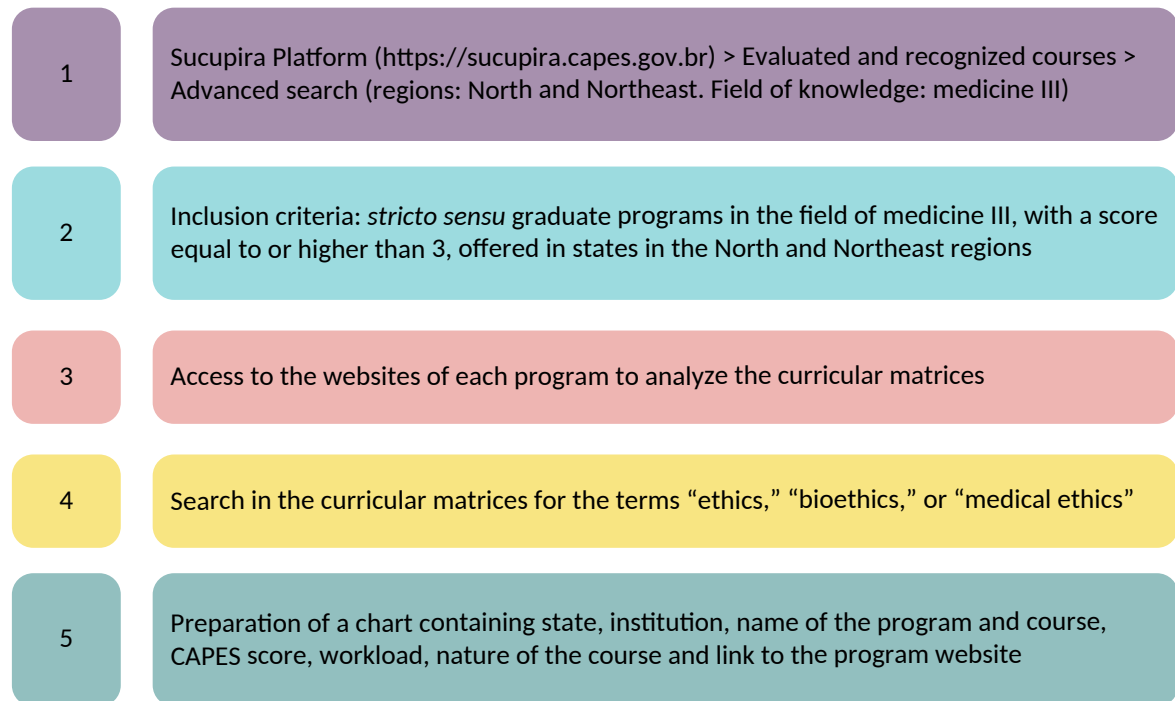 1
Sucupira Platform (https://sucupira.capes.gov.br) > Evaluated and recognized courses >
Advanced search (regions: North and Northeast. Field of knowledge: medicine III)
2
Inclusion criteria: stricto sensu graduate programs in the field of medicine III, with a score
equal to or higher than 3, offered in states in the North and Northeast regions
3
Access to the websites of each program to analyze the curricular matrices
4
Search in the curricular matrices for the terms “ethics,” “bioethics,” or “medical ethics”
5
Preparation of a chart containing state, institution, name of the program and course,
CAPES score, workload, nature of the course and link to the program website